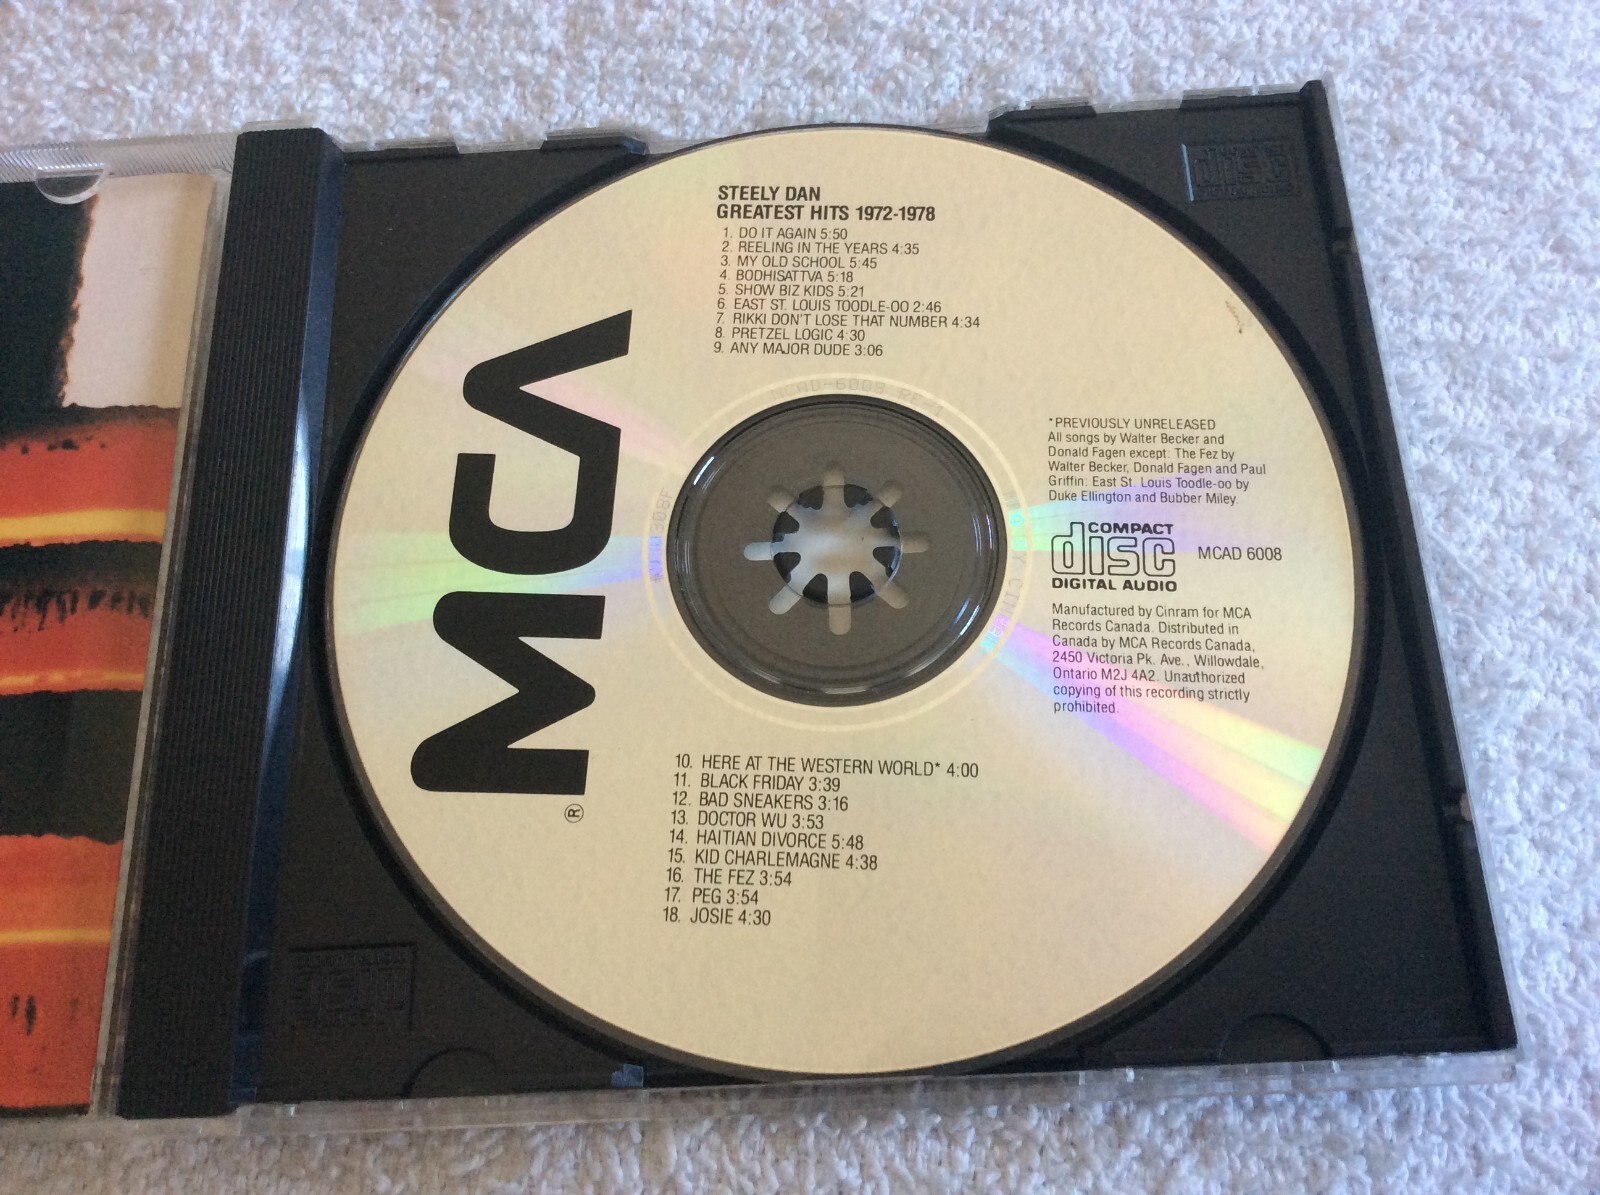 STEELY DAN
GREATEST HITS 1972-1978
1. DO IT AGAIN 5:50
2. REELING IN THE YEARS 4:35
3. MY OLD SCHOOL 5:45
4. BODHISATTVA 5:18
5. SHOW BIZ KIDS 5:21
6. EAST ST. LOUIS TOODLE-OO 2:46
7. RIKKI DON'T LOSE THAT NUMBER 4:34
8. PRETZEL LOGIC 4:30
9. ANY MAJOR DUDE 3:06
MCA
®
MCAD-6008 RE-1
*PREVIOUSLY UNRELEASED
All songs by Walter Becker and
Donald Fagen except: The Fez by
Walter Becker, Donald Fagen and Paul
Griffin: East St. Louis Toodle-oo by
Duke Ellington and Bubber Miley.
COMPACT
disc
DIGITAL AUDIO
MCAD 6008
Manufactured by Cinram for MCA
Records Canada. Distributed in
Canada by MCA Records Canada,
2450 Victoria Pk. Ave., Willowdale,
Ontario M2J 4A2. Unauthorized
copying of this recording strictly
prohibited.
10. HERE AT THE WESTERN WORLD* 4:00
11. BLACK FRIDAY 3:39
12. BAD SNEAKERS 3:16
13. DOCTOR WU 3:53
14. HAITIAN DIVORCE 5:48
15. KID CHARLEMAGNE 4:38
16. THE FEZ 3:54
17. PEG 3:54
18. JOSIE 4:30
disc